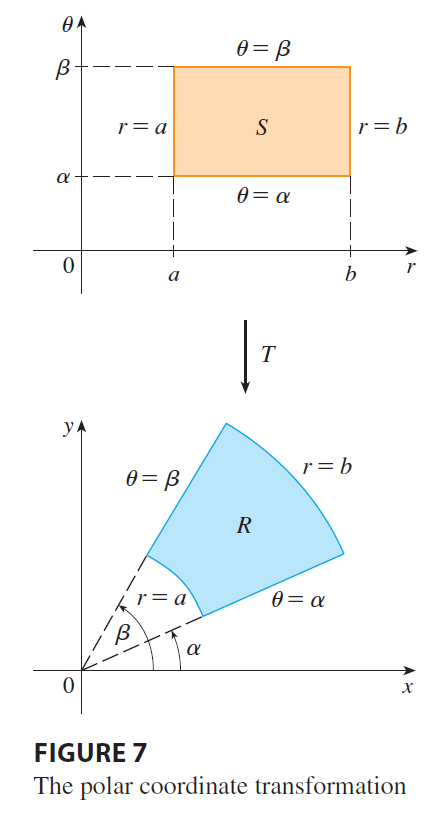 θ
θ = β
β
r = a
S
r = b
α
θ = α
0
a
b
r
T
y
θ = β
r = b
R
r = a
θ = α
β
α
0
x
FIGURE 7
The polar coordinate transformation